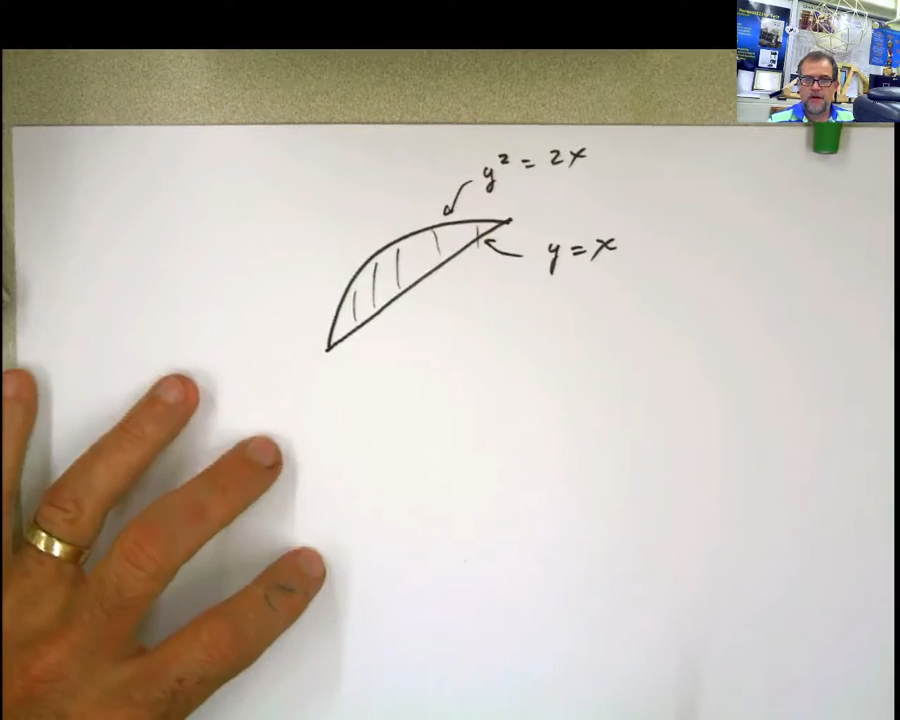 y² = 2x
y = x